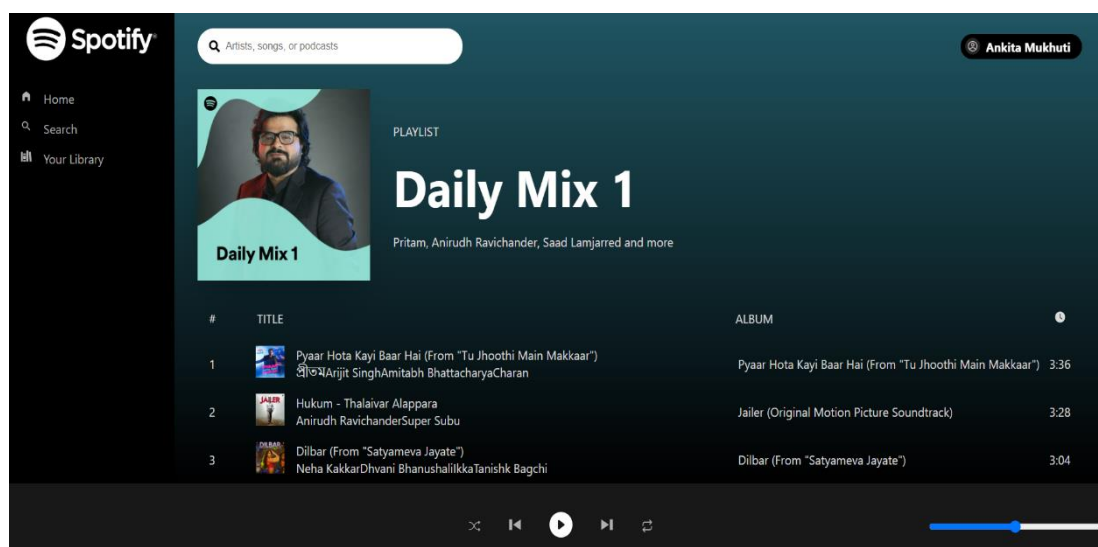 Spotify
Artists, songs, or podcasts
Ankita Mukhuti
Home
Search
Your Library
Daily Mix 1
PLAYLIST
Daily Mix 1
Pritam, Anirudh Ravichander, Saad Lamjarred and more
# TITLE ALBUM
1 Pyaar Hota Kayi Baar Hai (From "Tu Jhoothi Main Makkaar") Pyaar Hota Kayi Baar Hai (From "Tu Jhoothi Main Makkaar") 3:36
প্রীতমArijit SinghAmitabh BhattacharyaCharan
2 Hukum - Thalaivar Alappara Jailer (Original Motion Picture Soundtrack) 3:28
Anirudh RavichanderSuper Subu
3 Dilbar (From "Satyameva Jayate") Dilbar (From "Satyameva Jayate") 3:04
Neha KakkarDhvani BhanushaliIkkaTanishk Bagchi
JAILER
DILBAR